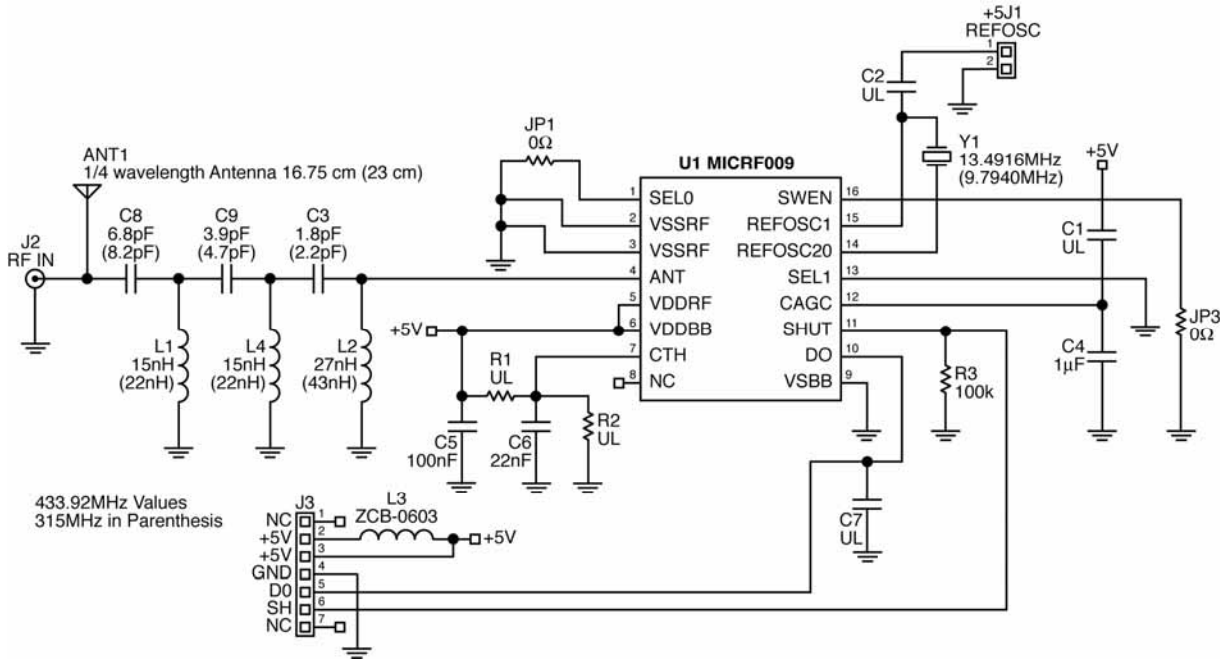 +5J1
REFOSC
1
2
C2
UL
JP1
0Ω
Y1
13.4916MHz
(9.7940MHz)
ANT1
1/4 wavelength Antenna 16.75 cm (23 cm)
U1 MICRF009
+5V
1 SEL0 SWEN 16
2 VSSRF REFOSC1 15
3 VSSRF REFOSC20 14
4 ANT SEL1 13
5 VDDRF CAGC 12
6 VDDBB SHUT 11
7 CTH DO 10
8 NC VSBB 9
J2
RF IN
C8
6.8pF
(8.2pF)
C9
3.9pF
(4.7pF)
C3
1.8pF
(2.2pF)
C1
UL
L1
15nH
(22nH)
L4
15nH
(22nH)
L2
27nH
(43nH)
+5V
R1
UL
R2
UL
C5
100nF
C6
22nF
R3
100k
C4
1µF
JP3
0Ω
C7
UL
433.92MHz Values
315MHz in Parenthesis
J3
L3
ZCB-0603
NC 1
+5V 2
+5V
+5V 3
GND 4
D0 5
SH 6
NC 7